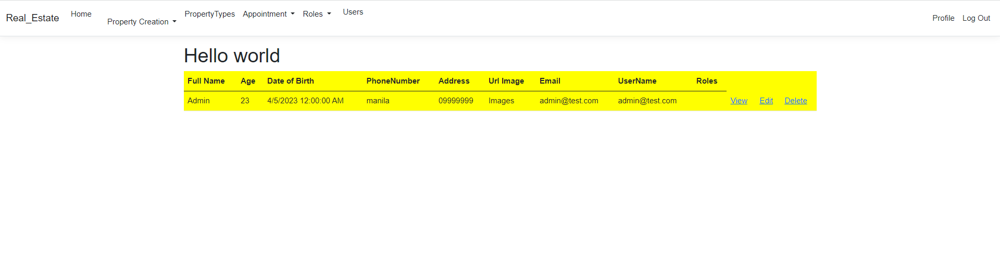 Real_Estate Home Property Creation PropertyTypes Appointment Roles Users Profile Log Out
Hello world
Full Name Age Date of Birth PhoneNumber Address Url Image Email UserName Roles
Admin 23 4/5/2023 12:00:00 AM manila 09999999 Images admin@test.com admin@test.com View Edit Delete